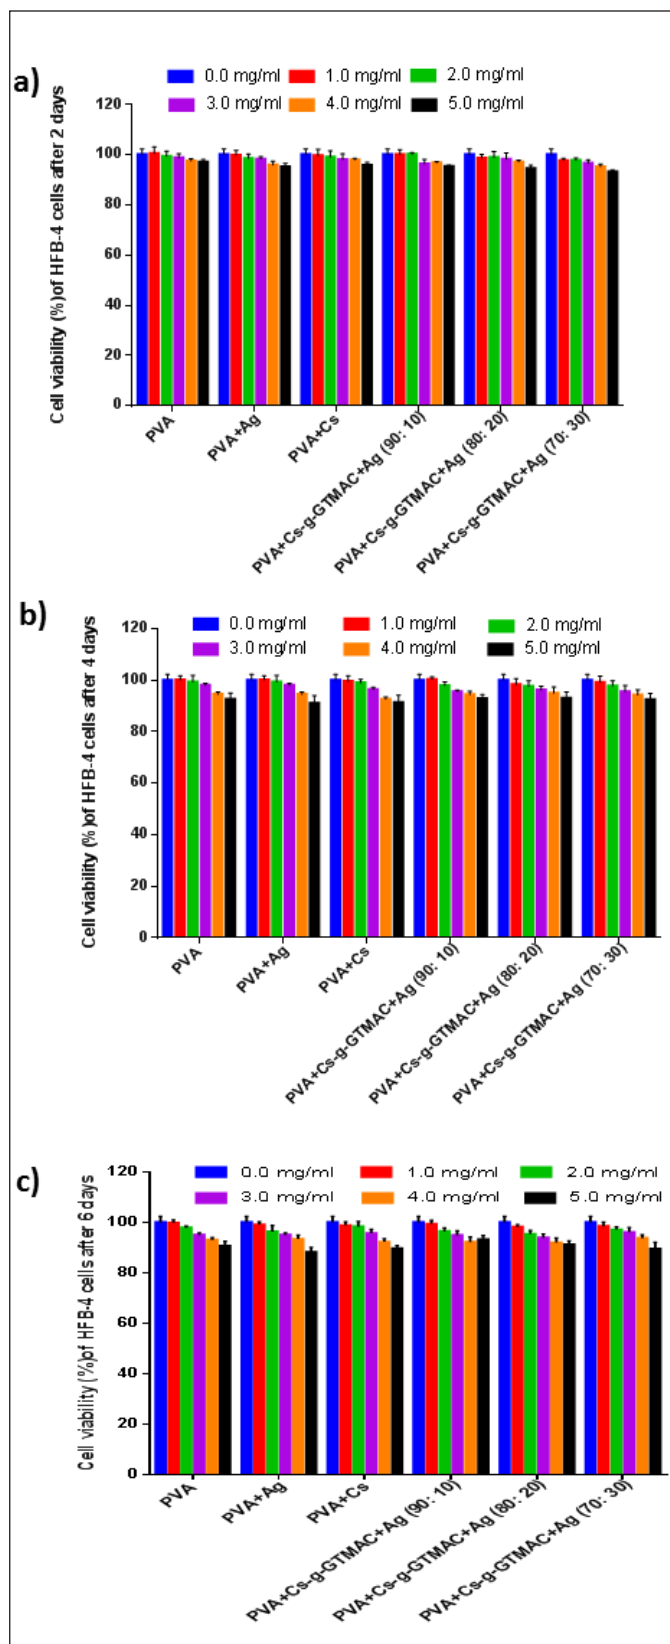 a)
0.0 mg/ml 1.0 mg/ml 2.0 mg/ml
3.0 mg/ml 4.0 mg/ml 5.0 mg/ml
Cell viability (%)of HFB-4 cells after 2 days
120
100
80
60
40
20
0
PVA
PVA+Ag
PVA+Cs
PVA+Cs-g-GTMAC+Ag (90: 10)
PVA+Cs-g-GTMAC+Ag (80: 20)
PVA+Cs-g-GTMAC+Ag (70: 30)
b)
0.0 mg/ml 1.0 mg/ml 2.0 mg/ml
3.0 mg/ml 4.0 mg/ml 5.0 mg/ml
Cell viability (%)of HFB-4 cells after 4 days
120
100
80
60
40
20
0
PVA
PVA+Ag
PVA+Cs
PVA+Cs-g-GTMAC+Ag (90: 10)
PVA+Cs-g-GTMAC+Ag (80: 20)
PVA+Cs-g-GTMAC+Ag (70: 30)
c)
0.0 mg/ml 1.0 mg/ml 2.0 mg/ml
3.0 mg/ml 4.0 mg/ml 5.0 mg/ml
Cell viability (%)of HFB-4 cells after 6 days
120
100
80
60
40
20
0
PVA
PVA+Ag
PVA+Cs
PVA+Cs-g-GTMAC+Ag (90: 10)
PVA+Cs-g-GTMAC+Ag (80: 20)
PVA+Cs-g-GTMAC+Ag (70: 30)